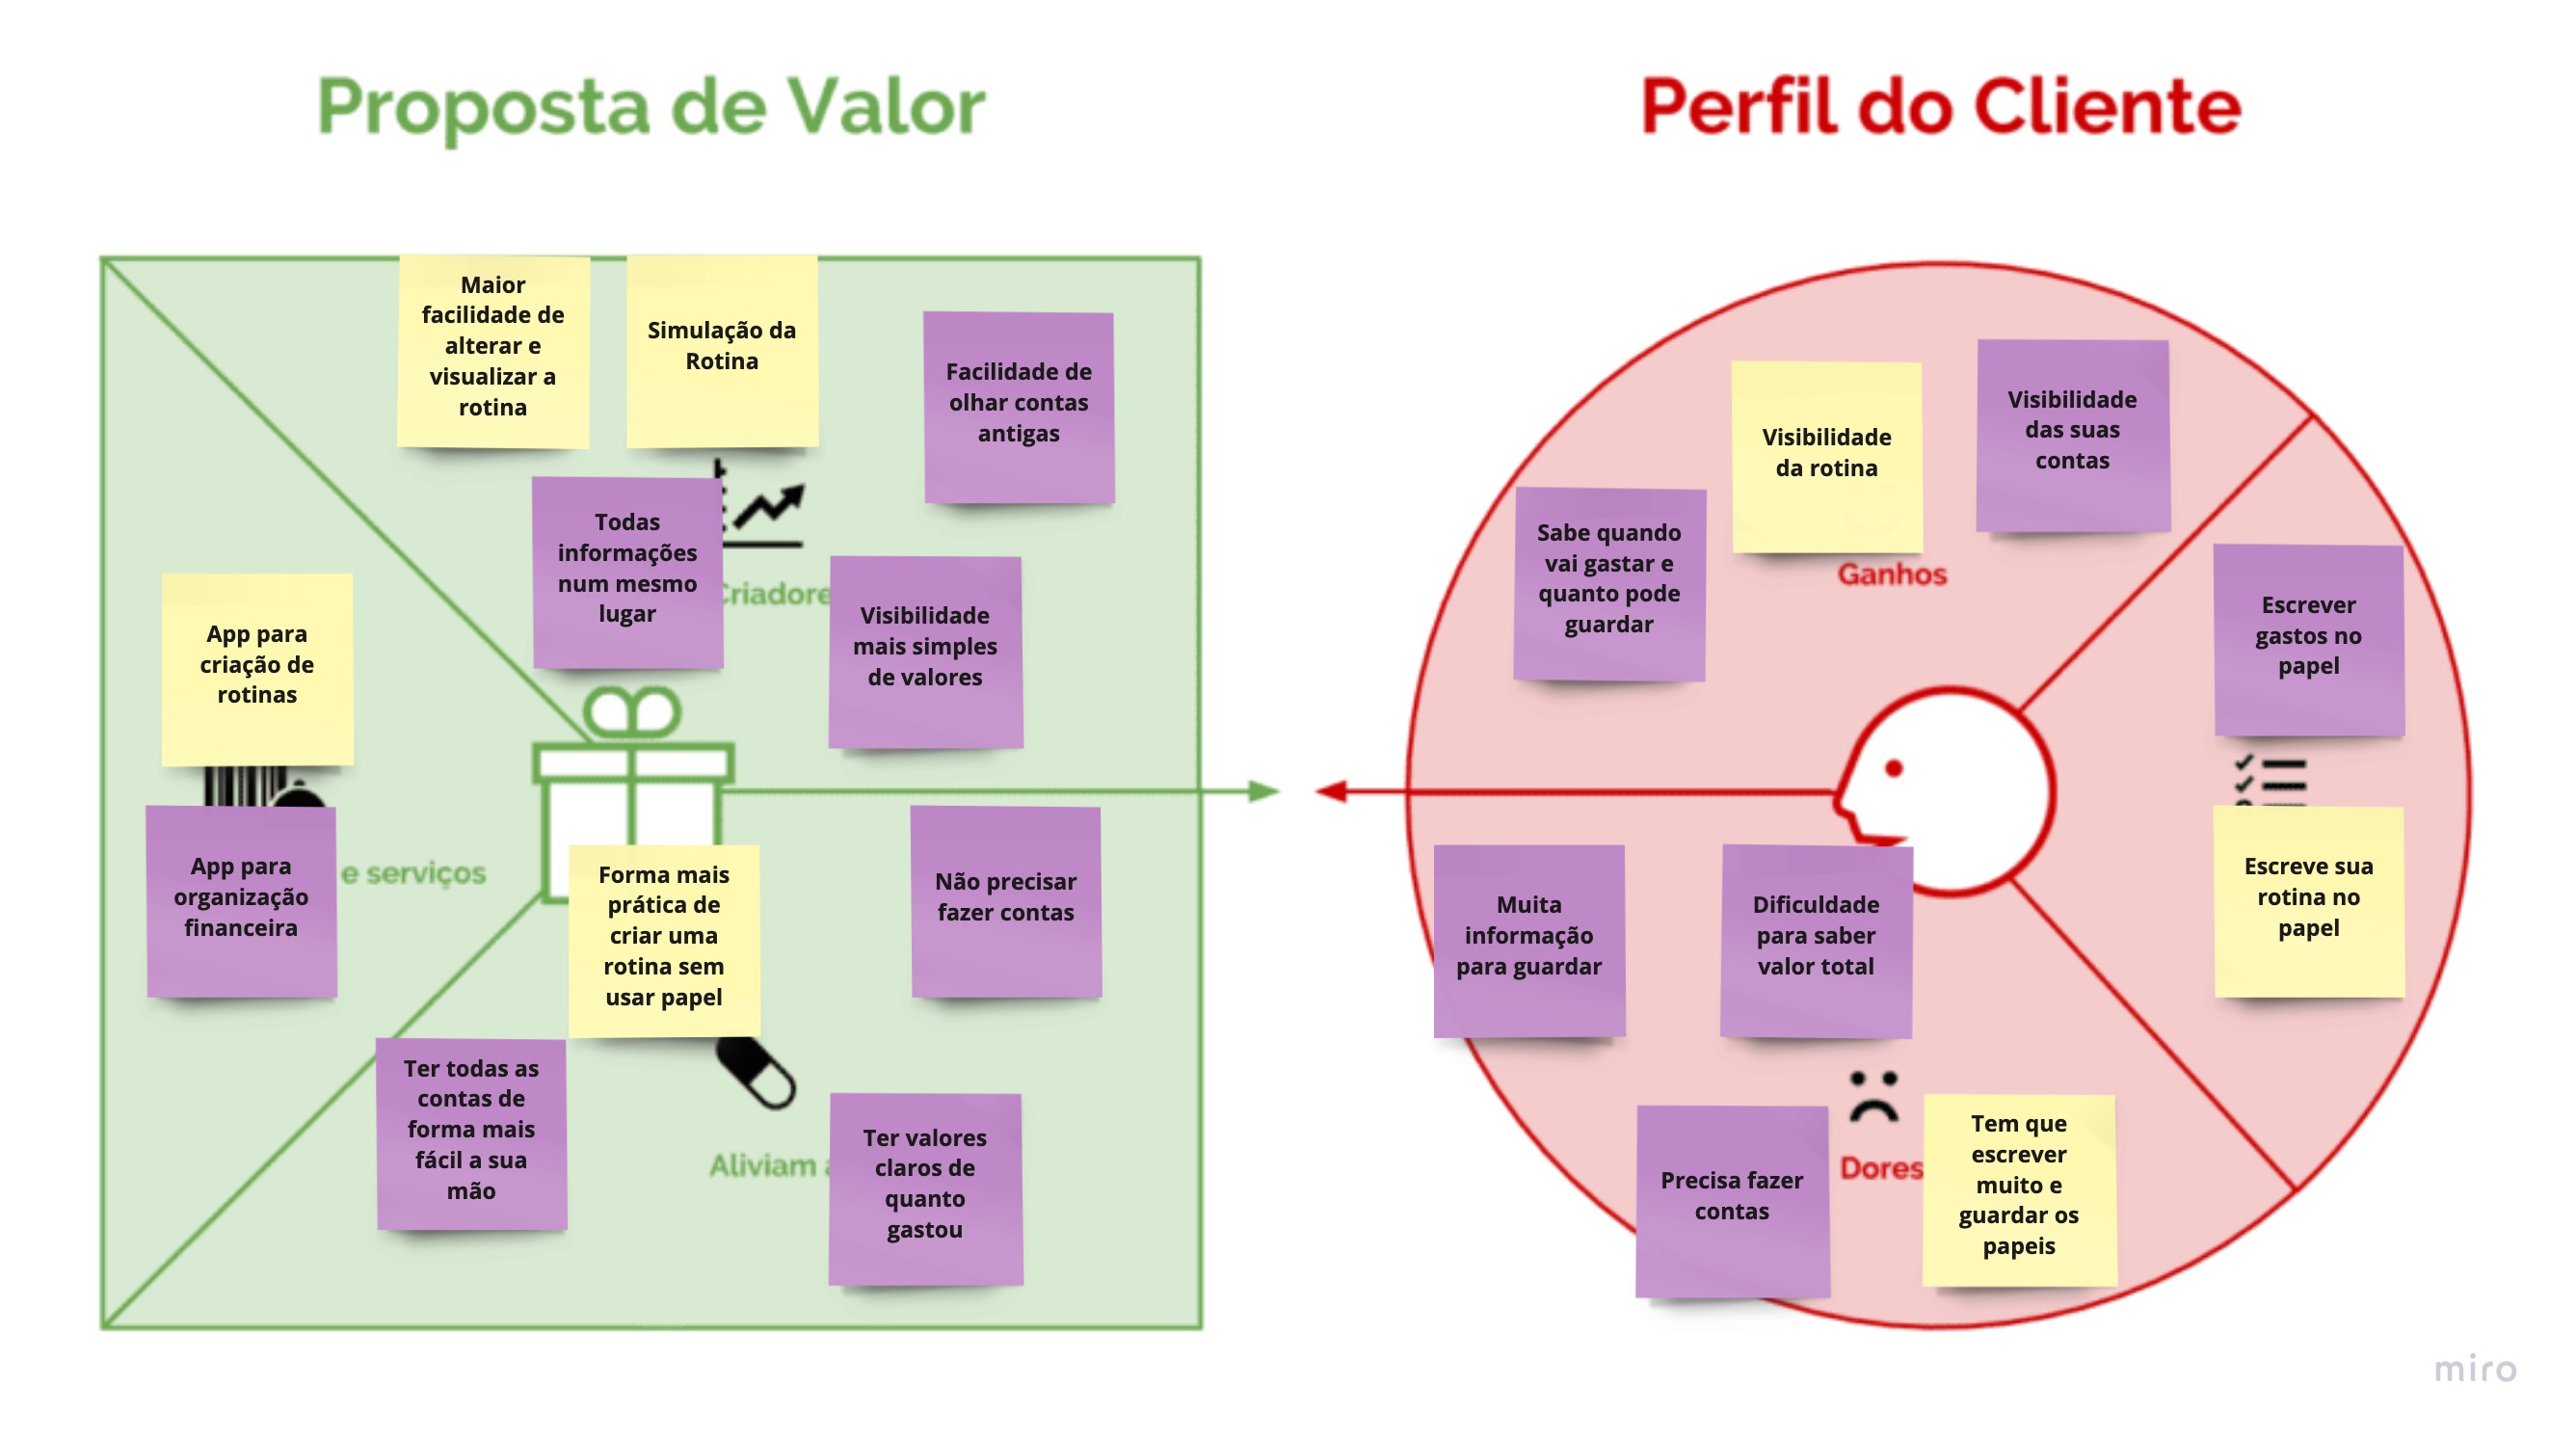 Proposta de Valor
Perfil do Cliente
Maior
facilidade de
alterar e
visualizar a
rotina
Simulação da
Rotina
Facilidade de
olhar contas
antigas
Todas
informações
num mesmo
lugar
Criadore
Visibilidade
mais simples
de valores
App para
criação de
rotinas
App para
organização
financeira
e serviços
Forma mais
prática de
criar uma
rotina sem
usar papel
Não precisar
fazer contas
Ter todas as
contas de
forma mais
fácil a sua
mão
Aliviam a
Ter valores
claros de
quanto
gastou
Visibilidade
da rotina
Visibilidade
das suas
contas
Sabe quando
vai gastar e
quanto pode
guardar
Ganhos
Escrever
gastos no
papel
Escreve sua
rotina no
papel
Muita
informação
para guardar
Dificuldade
para saber
valor total
Precisa fazer
contas
Dores
Tem que
escrever
muito e
guardar os
papeis
miro